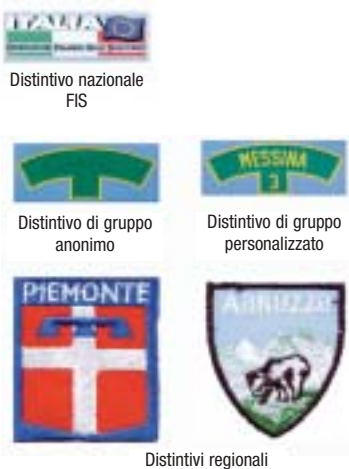 ITALIA
Distintivo nazionale
FIS
MESSINA
3
Distintivo di gruppo
anonimo
Distintivo di gruppo
personalizzato
PIEMONTE
ABRUZZO
Distintivi regionali